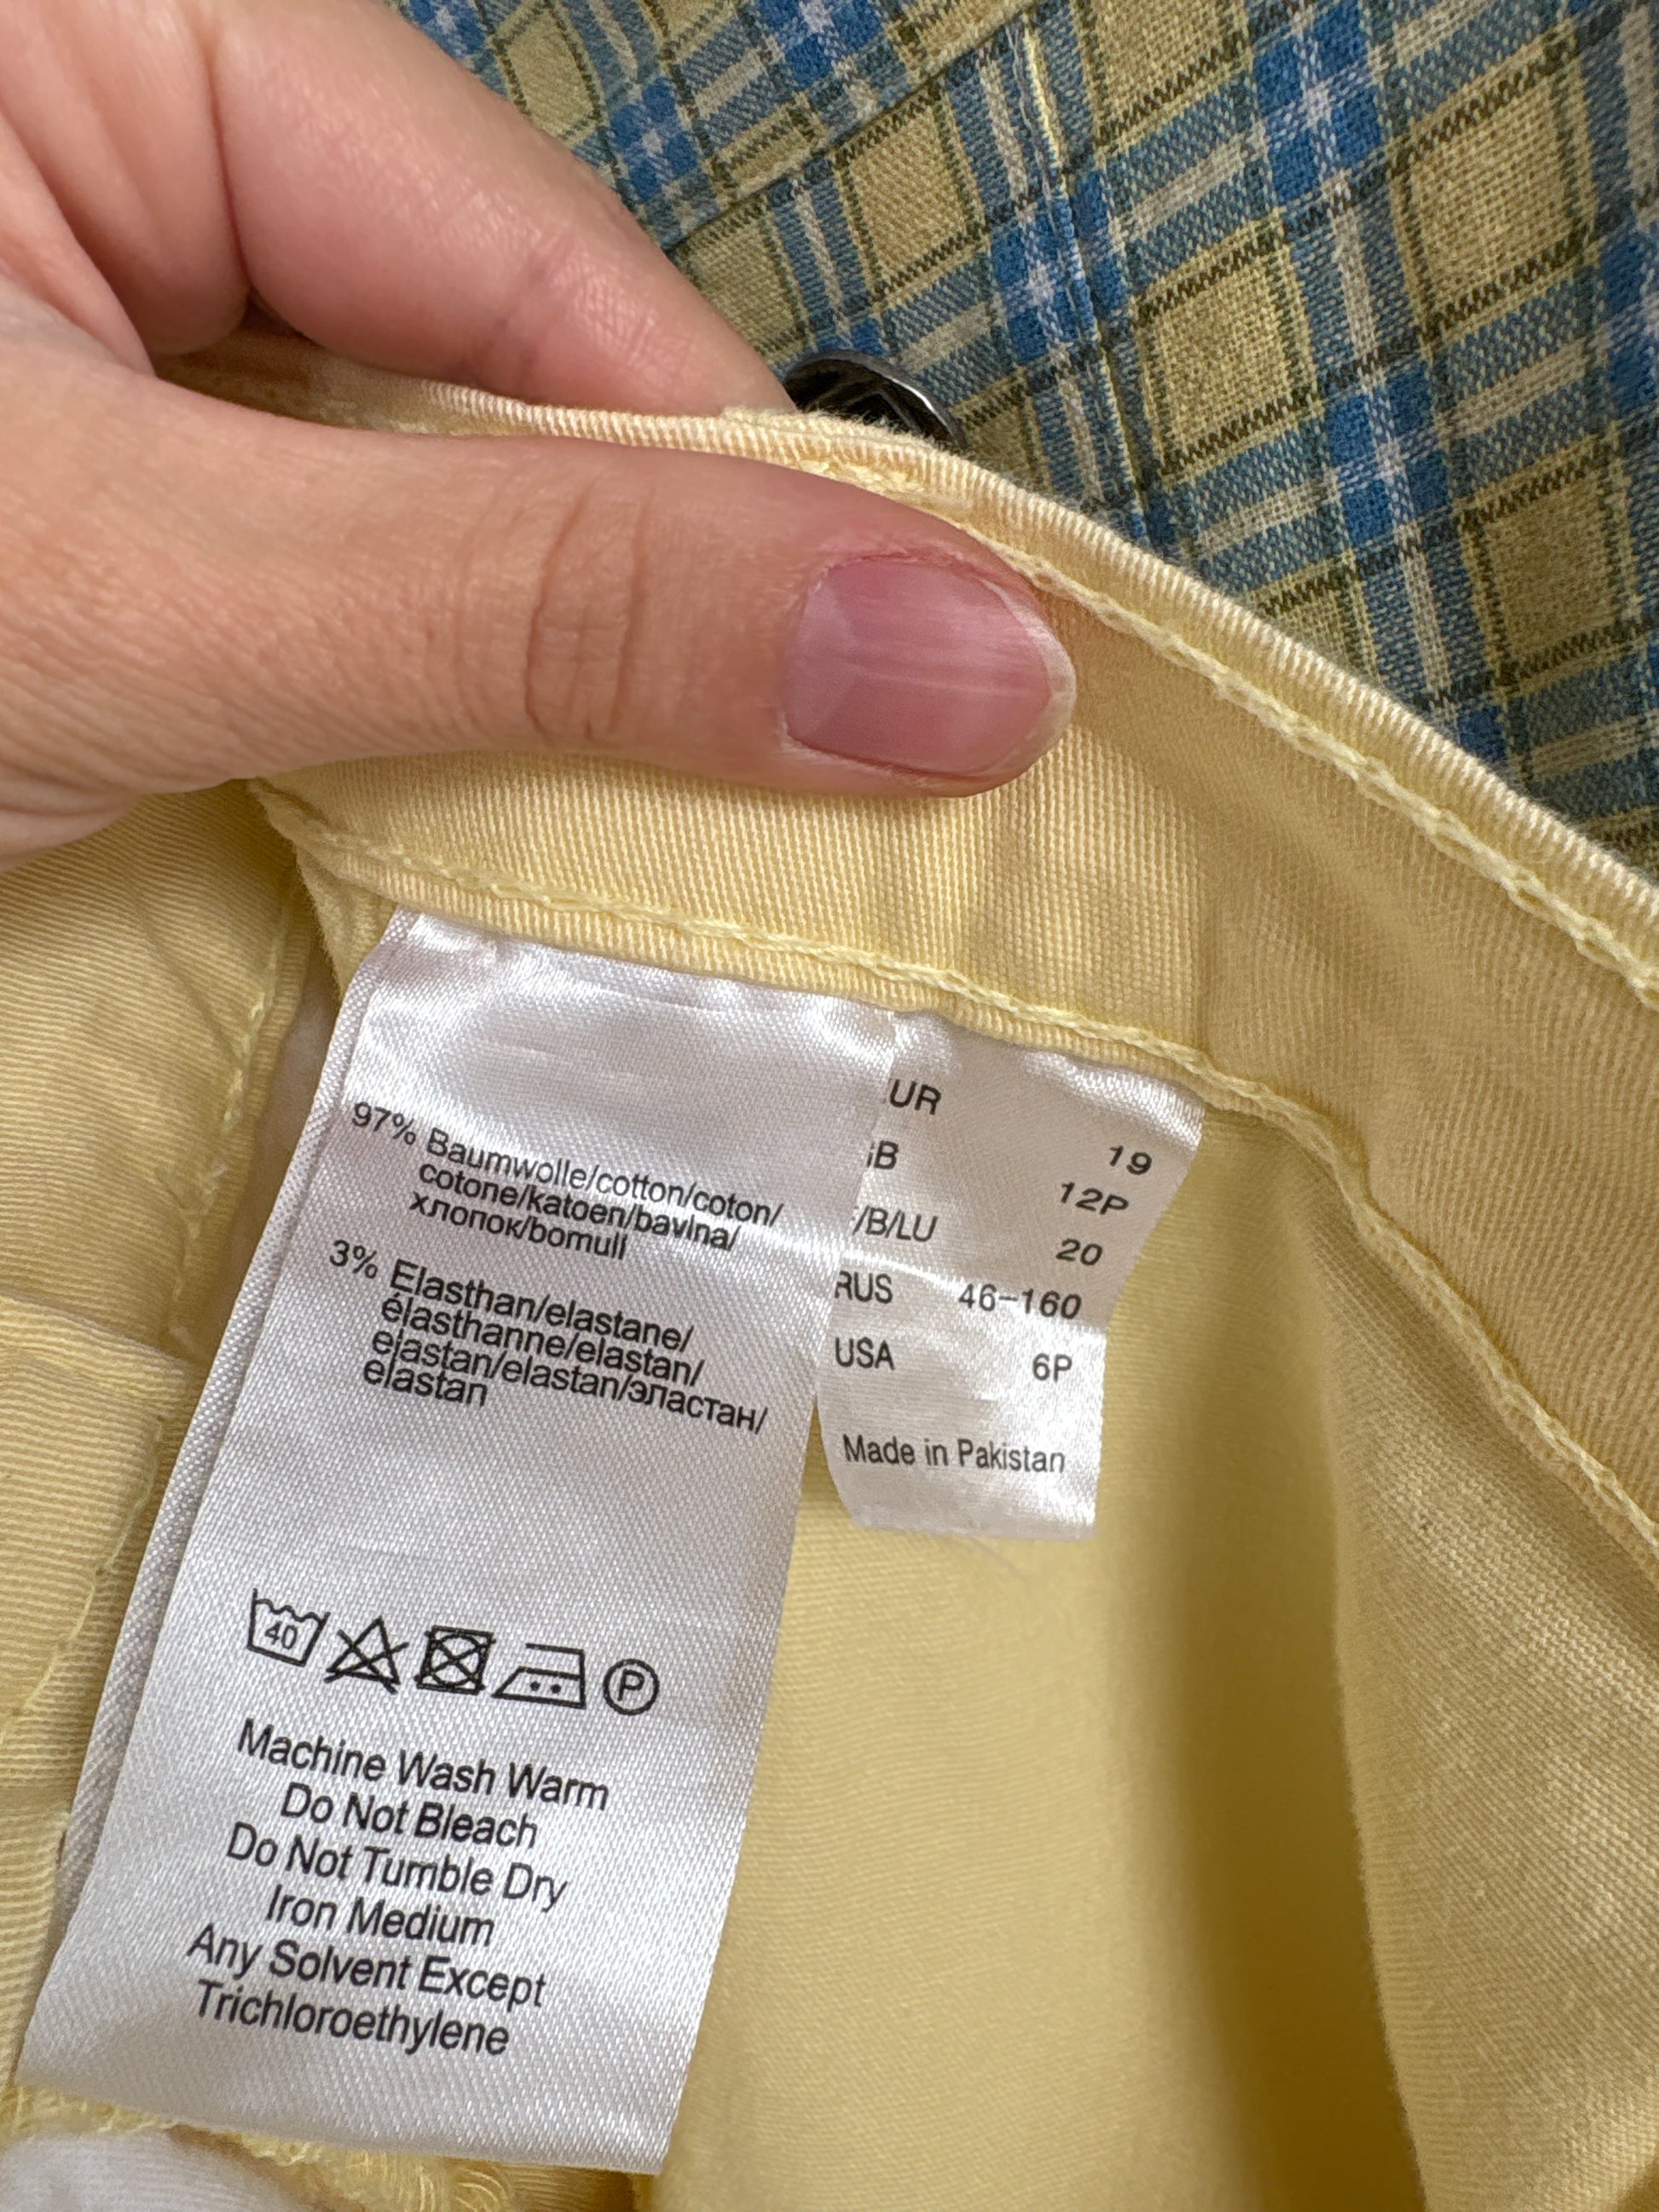 97% Baumwolle/cotton/coton/
cotone/katoen/bavlna/
хлопок/bomuli
3% Elasthan/elastane/
élasthanne/elastan/
elastan/elastan/эластан/
elastan
40
P
Machine Wash Warm
Do Not Bleach
Do Not Tumble Dry
Iron Medium
Any Solvent Except
Trichloroethylene
UR 19
B 12P
/B/LU 20
RUS 46-160
USA 6P
Made in Pakistan